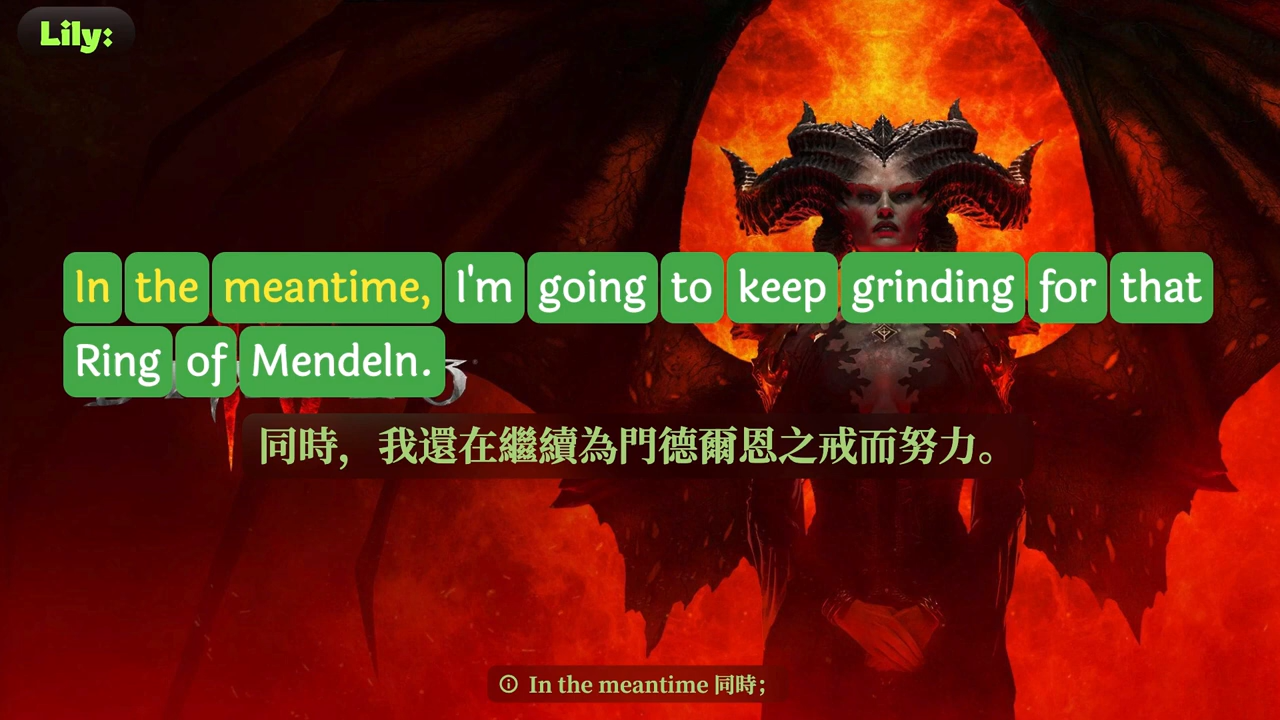 Lily:
In the meantime, I'm going to keep grinding for that
Ring of Mendeln.
同時，我還在繼續為門德爾恩之戒而努力。
In the meantime 同時；